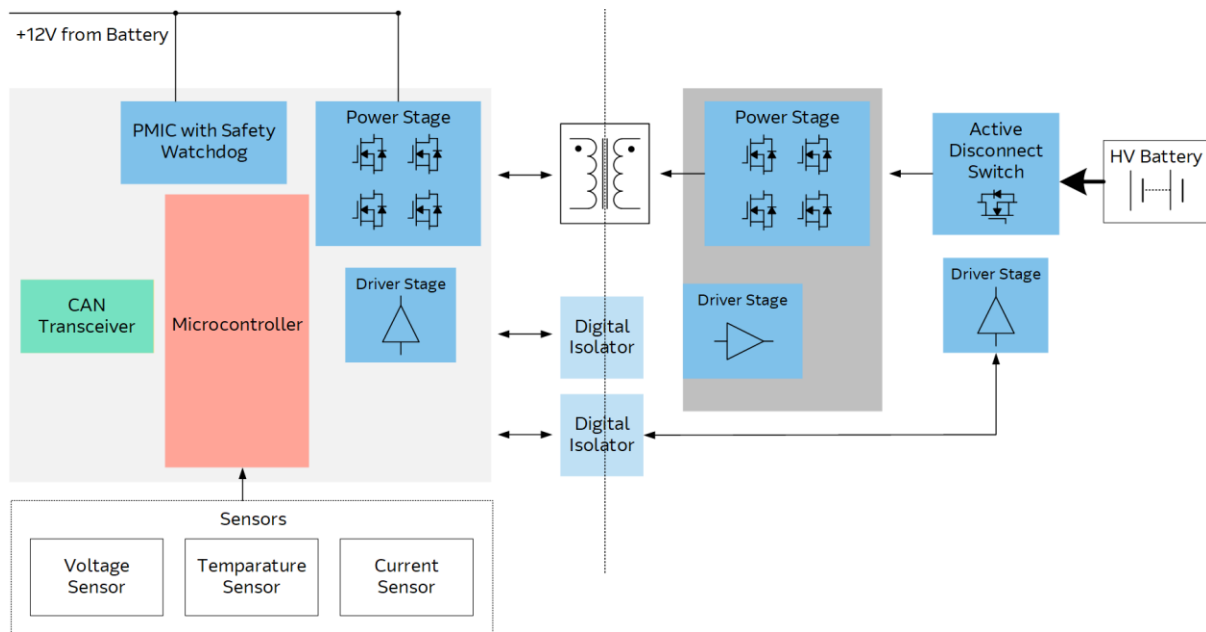 +12V from Battery
PMIC with Safety
Watchdog
Power Stage
Power Stage
Active
Disconnect
Switch
HV Battery
Driver Stage
Driver Stage
Driver Stage
CAN
Transceiver
Microcontroller
Digital
Isolator
Digital
Isolator
Sensors
Voltage
Sensor
Temparature
Sensor
Current
Sensor